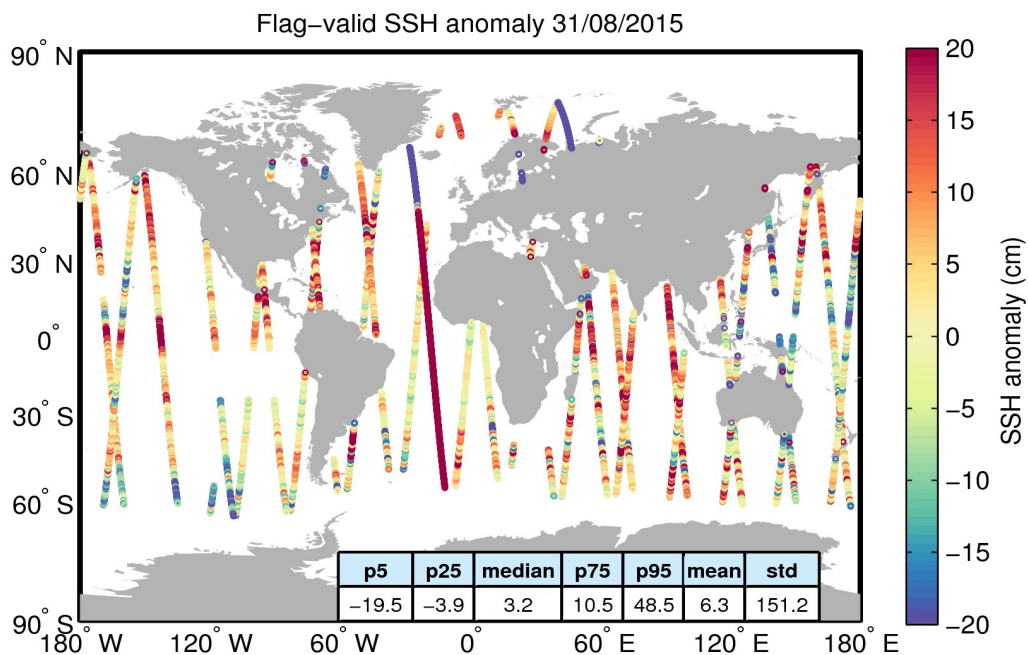 Flag−valid SSH anomaly 31/08/2015
90° N
60° N
30° N
0°
30° S
60° S
90° S
180° W
120° W
60° W
0°
60° E
120° E
180° E
p5 p25 median p75 p95 mean std
−19.5 −3.9 3.2 10.5 48.5 6.3 151.2
20
15
10
5
0
−5
−10
−15
−20
SSH anomaly (cm)